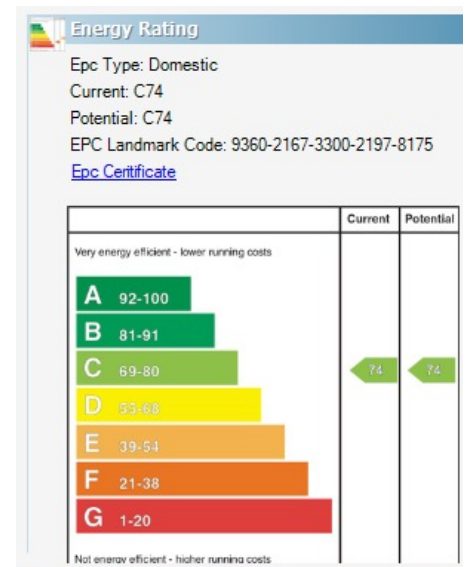 Energy Rating
Epc Type: Domestic
Current: C74
Potential: C74
EPC Landmark Code: 9360-2167-3300-2197-8175
Epc Ceritificate
Current Potential
Very energy efficient - lower running costs
A 92-100
B 81-91
C 69-80 74 74
D 55-68
E 39-54
F 21-38
G 1-20
Not energy efficient - higher running costs